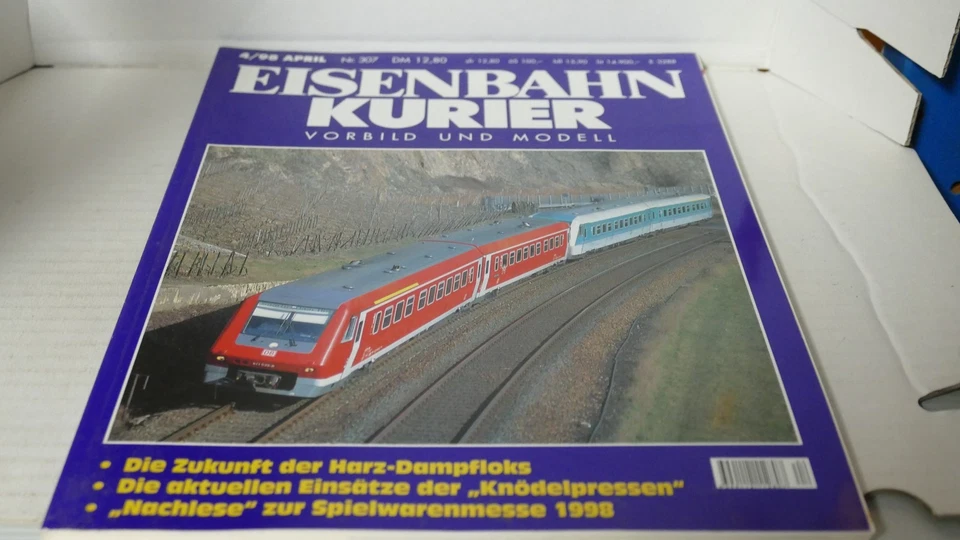 4/98 APRIL Nr. 307 DM 12,80
EISENBAHN
KURIER
VORBILD UND MODELL
DB
• Die Zukunft der Harz-Dampfloks
• Die aktuellen Einsätze der „Knödelpressen“
• „Nachlese“ zur Spielwarenmesse 1998